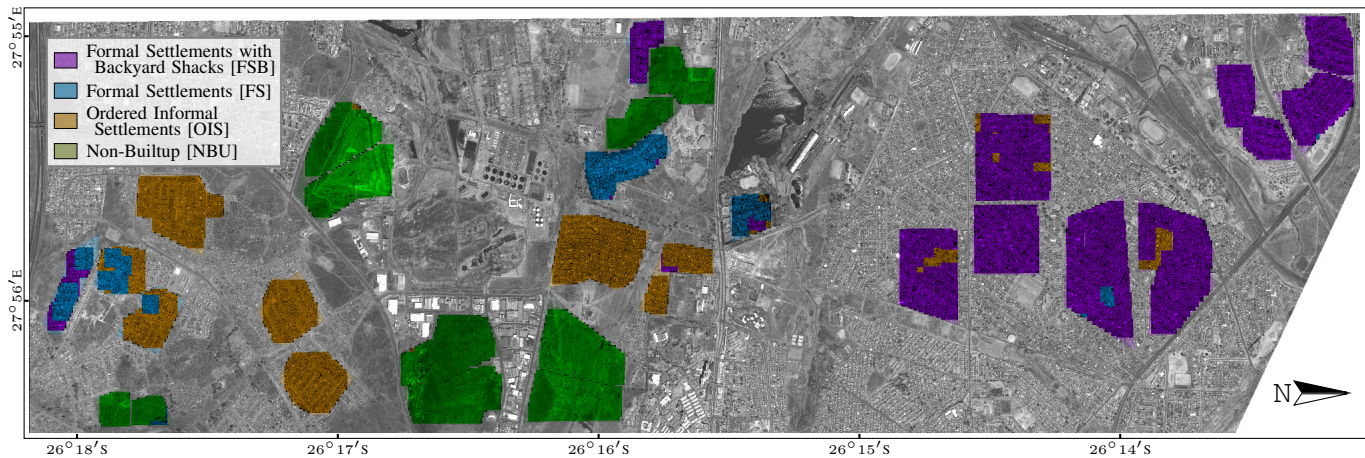 27°55′E
Formal Settlements with
Backyard Shacks [FSB]
Formal Settlements [FS]
Ordered Informal
Settlements [OIS]
Non-Builtup [NBU]
27°56′E
N
26°18′S 26°17′S 26°16′S 26°15′S 26°14′S